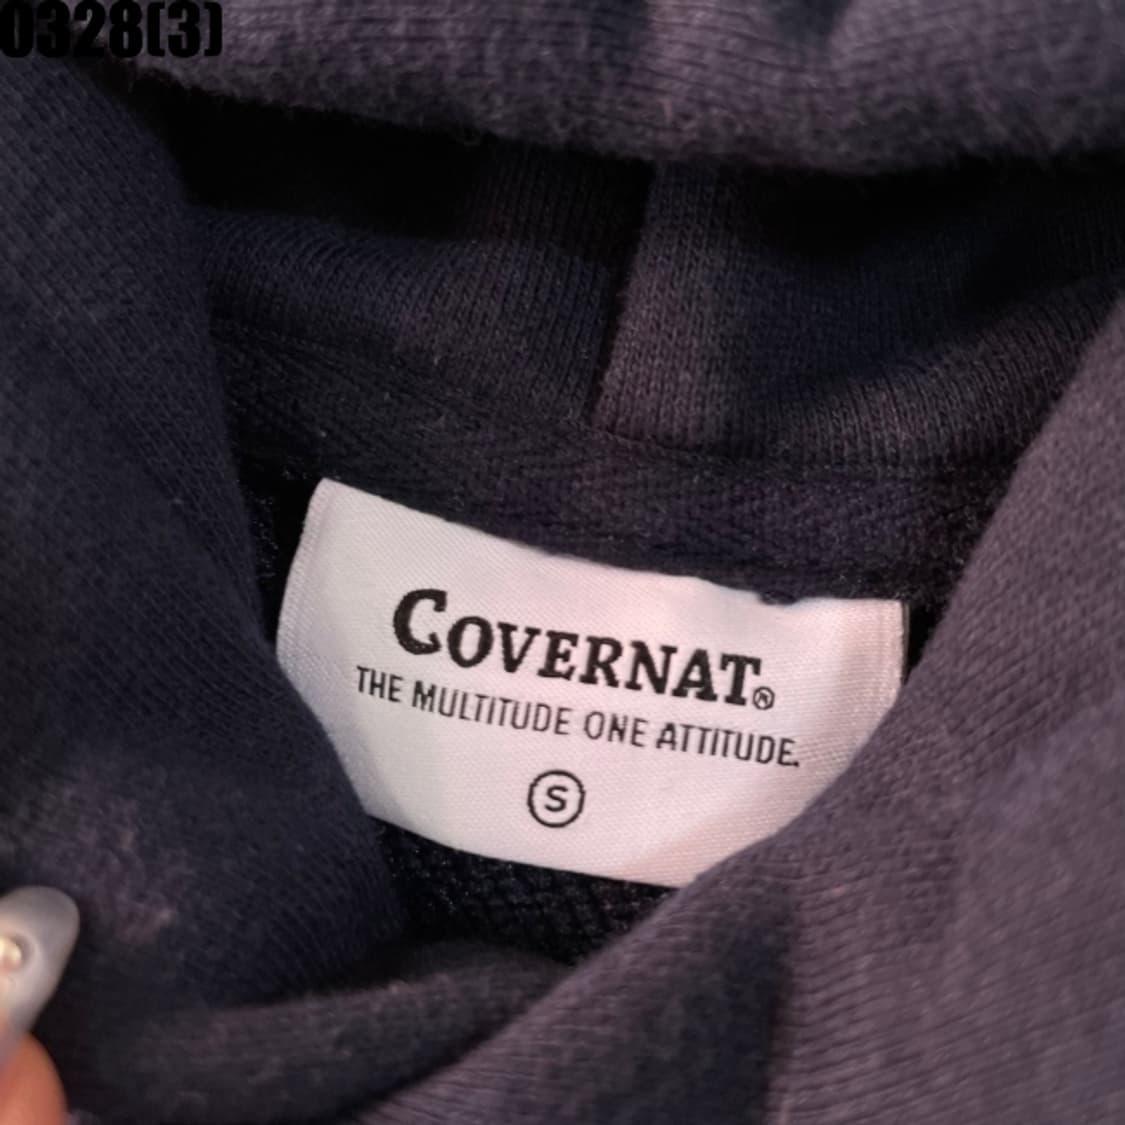 0328(3)
COVERNAT®
THE MULTITUDE ONE ATTITUDE.
S